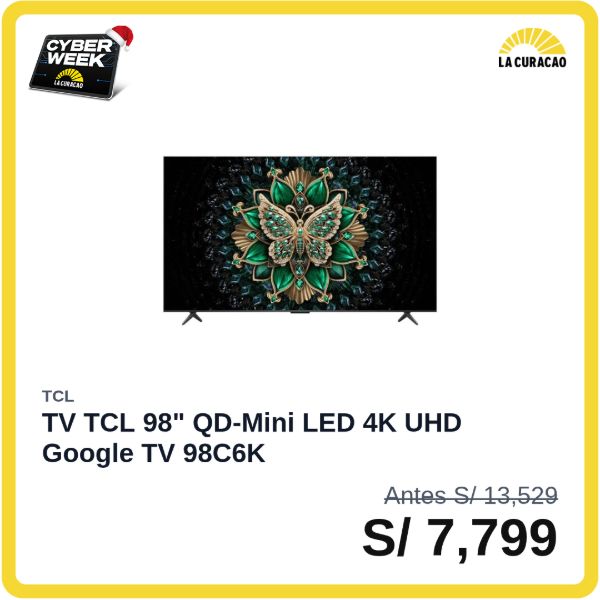 CYBER
WEEK
LA CURACAO
LA CURACAO
TCL
TV TCL 98" QD-Mini LED 4K UHD
Google TV 98C6K
Antes S/ 13,529
S/ 7,799